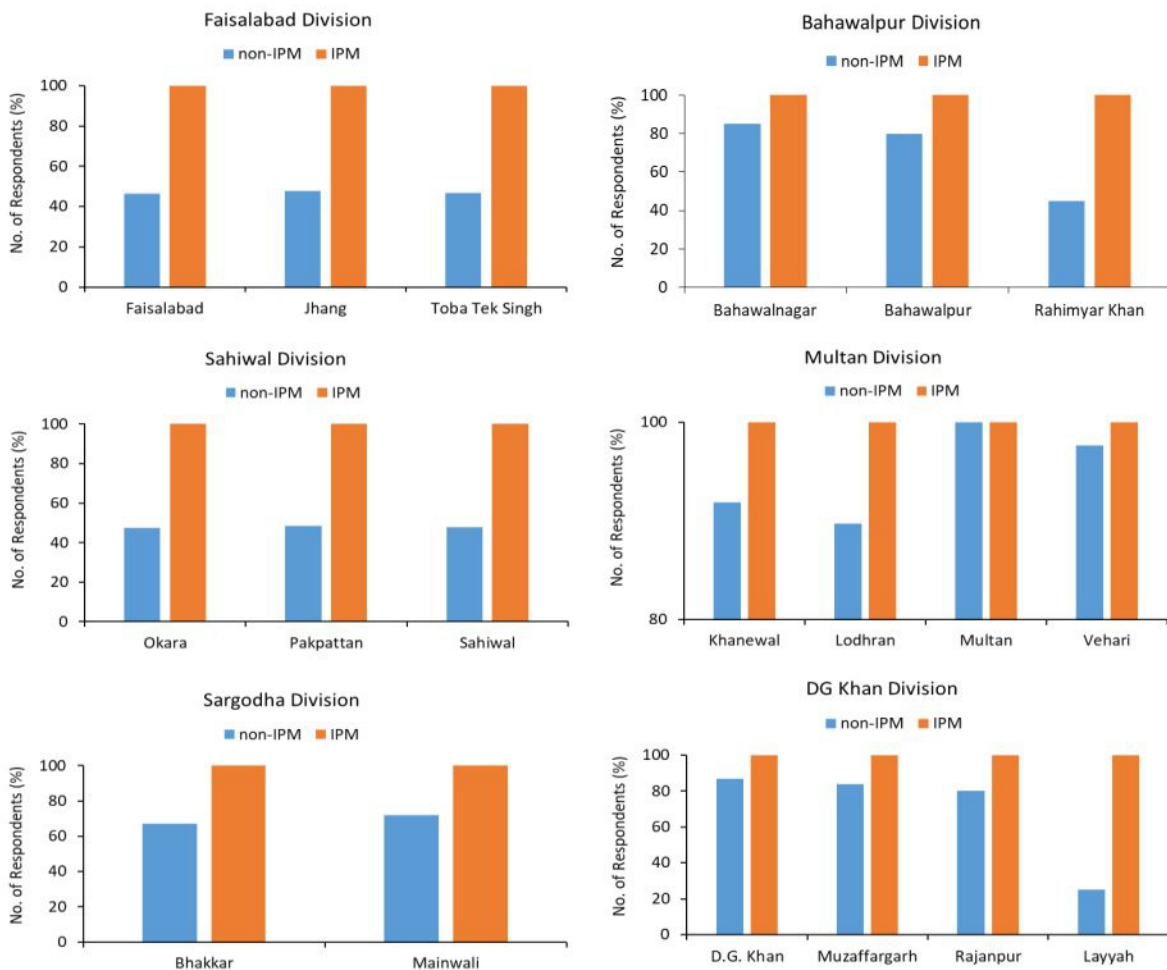 Faisalabad Division
non-IPM IPM
No. of Respondents (%)
100
80
60
40
20
0
Faisalabad Jhang Toba Tek Singh
Bahawalpur Division
non-IPM IPM
No. of Respondents (%)
100
80
60
40
20
0
Bahawalnagar Bahawalpur Rahimyar Khan
Sahiwal Division
non-IPM IPM
No. of Respondents (%)
100
80
60
40
20
0
Okara Pakpattan Sahiwal
Multan Division
non-IPM IPM
No. of Respondents (%)
100
80
Khanewal Lodhran Multan Vehari
Sargodha Division
non-IPM IPM
No. of Respondents (%)
100
80
60
40
20
0
Bhakkar Mainwali
DG Khan Division
non-IPM IPM
No. of Respondents (%)
100
80
60
40
20
0
D.G. Khan Muzaffargarh Rajanpur Layyah